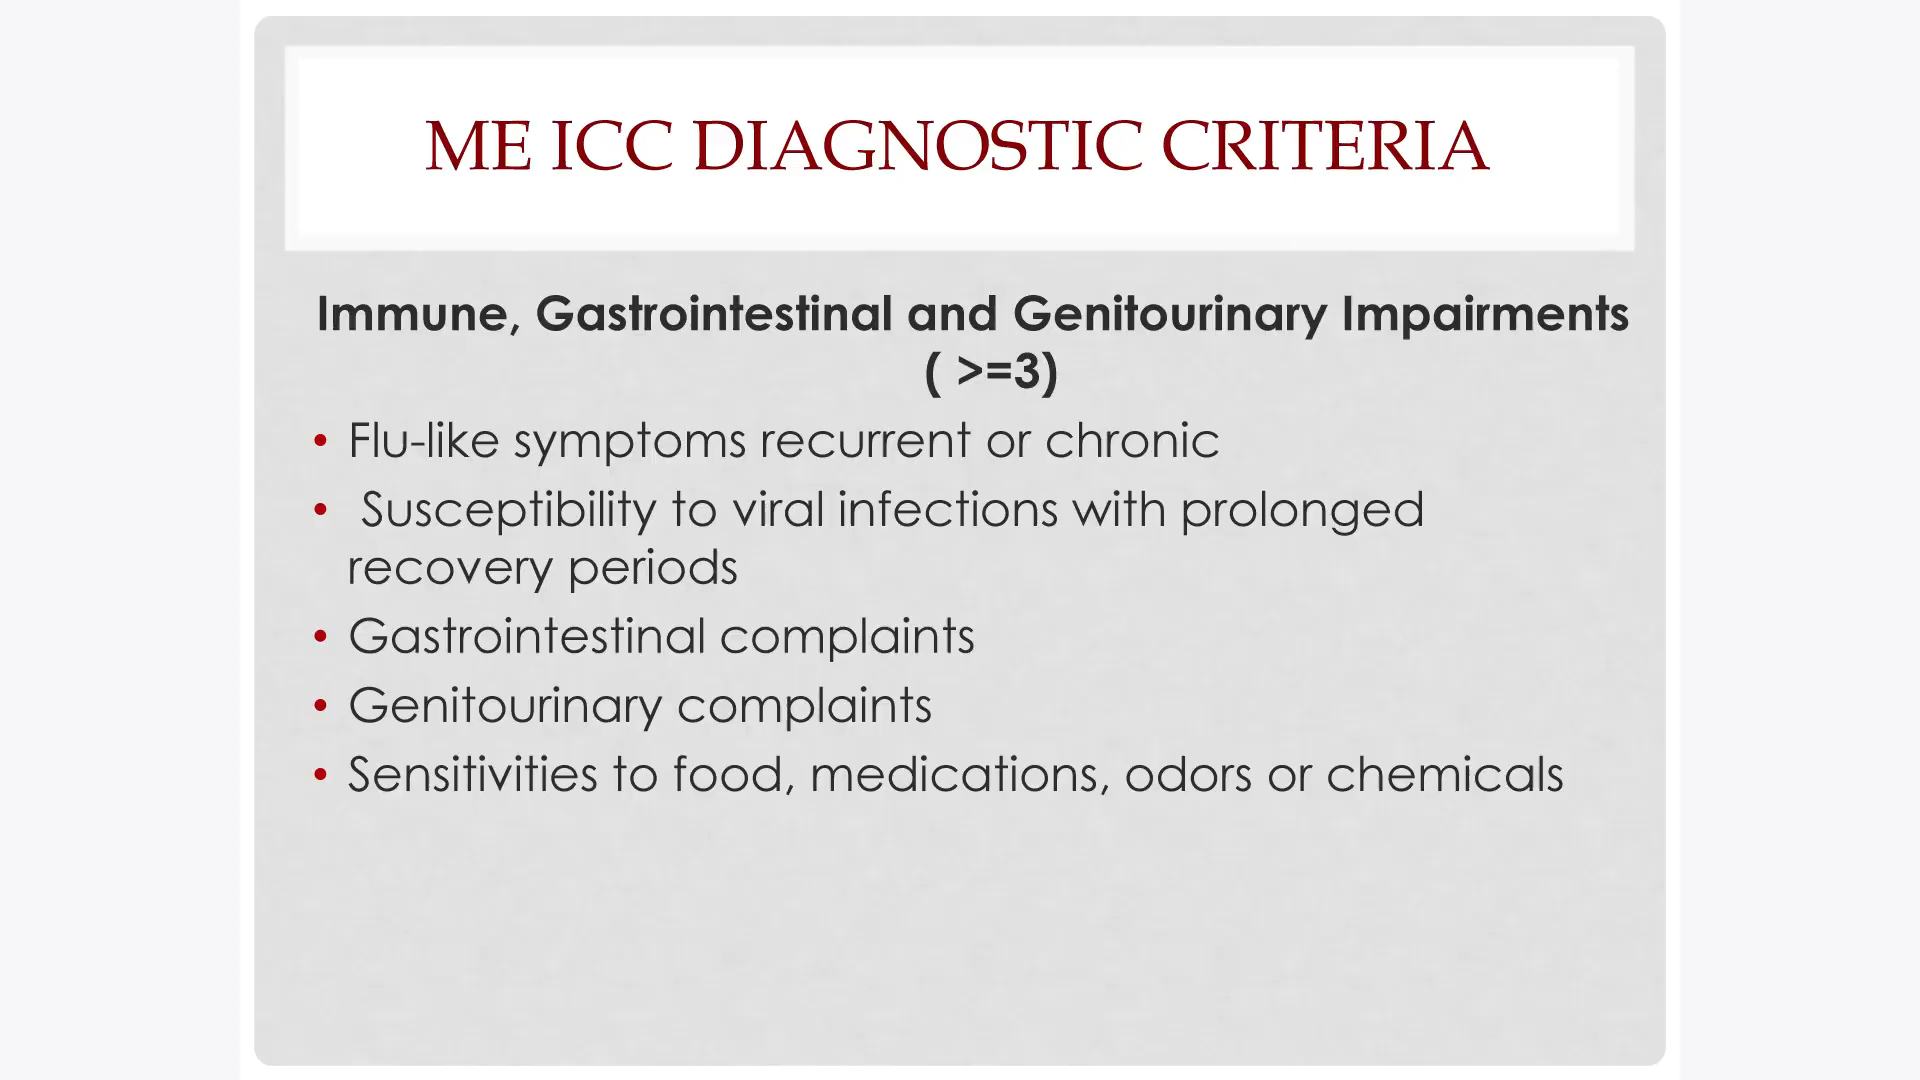 ME ICC DIAGNOSTIC CRITERIA
Immune, Gastrointestinal and Genitourinary Impairments
( >=3)
• Flu-like symptoms recurrent or chronic
• Susceptibility to viral infections with prolonged
recovery periods
• Gastrointestinal complaints
• Genitourinary complaints
• Sensitivities to food, medications, odors or chemicals